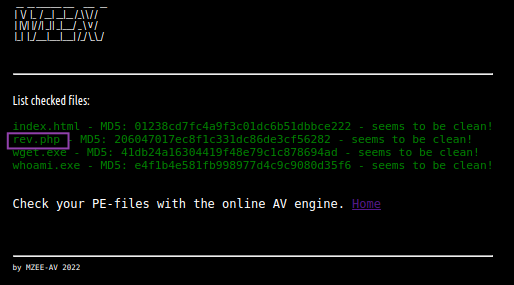 List checked files:
index.html - MD5: 01238cd7fc4a9f3c01dc6b51dbbce222 - seems to be clean!
rev.php - MD5: 206047017ec8f1c331dc86de3cf56282 - seems to be clean!
wget.exe - MD5: 41db24a16304419f48e79c1c878694ad - seems to be clean!
whoami.exe - MD5: e4f1b4e581fb998977d4c9c9080d35f6 - seems to be clean!
Check your PE-files with the online AV engine. Home
by MZEE-AV 2022